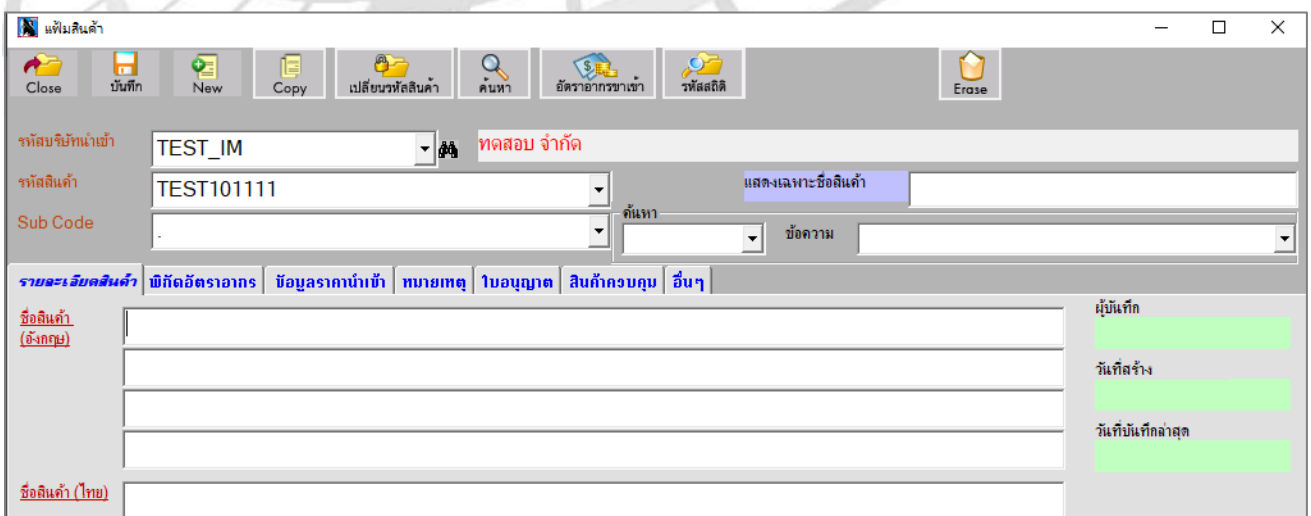 แฟ้มสินค้า
Close บันทึก New Copy เปลี่ยนรหัสสินค้า ค้นหา อัตราอากรขาเข้า รหัสสถิติ Erase
รหัสบริษัทนำเข้า TEST_IM ทดสอบ จำกัด
รหัสสินค้า TEST101111 แสดงเฉพาะชื่อสินค้า
Sub Code . ค้นหา ข้อความ
รายละเอียดสินค้า พิกัดอัตราอากร ข้อมูลราคานำเข้า หมายเหตุ ใบอนุญาต สินค้าควบคุม อื่นๆ
ชื่อสินค้า
(อังกฤษ)
ผู้บันทึก
วันที่สร้าง
วันที่บันทึกล่าสุด
ชื่อสินค้า (ไทย)